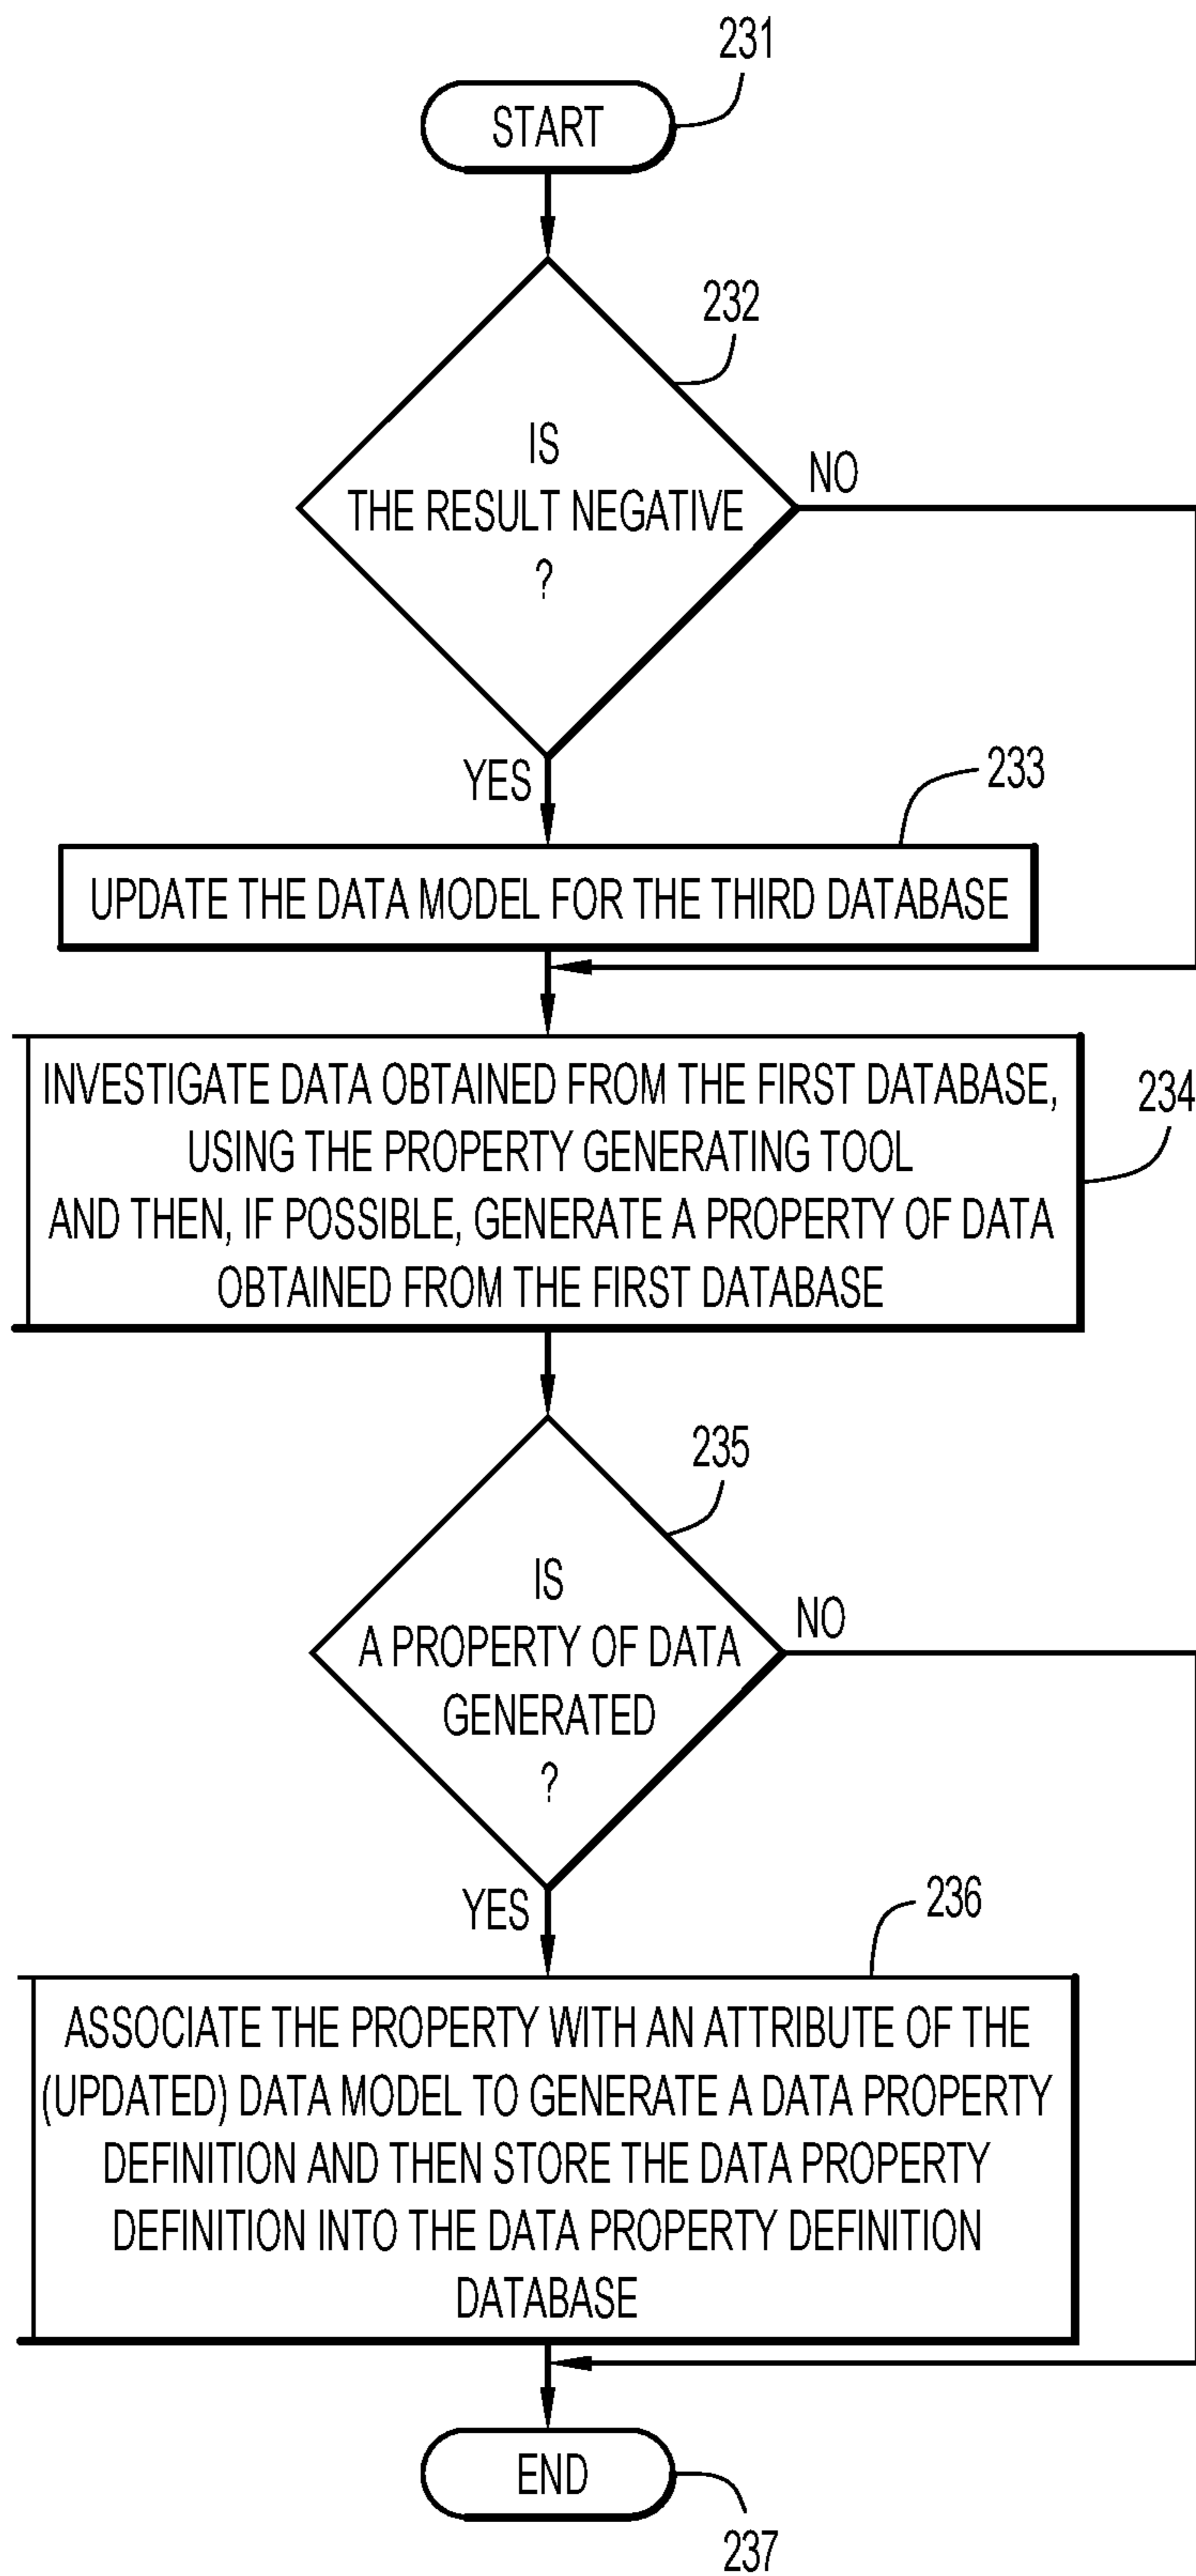 231
START
232
IS
THE RESULT NEGATIVE
?
NO
YES
233
UPDATE THE DATA MODEL FOR THE THIRD DATABASE
INVESTIGATE DATA OBTAINED FROM THE FIRST DATABASE,
USING THE PROPERTY GENERATING TOOL
AND THEN, IF POSSIBLE, GENERATE A PROPERTY OF DATA
OBTAINED FROM THE FIRST DATABASE
234
235
IS
A PROPERTY OF DATA
GENERATED
?
NO
YES
236
ASSOCIATE THE PROPERTY WITH AN ATTRIBUTE OF THE
(UPDATED) DATA MODEL TO GENERATE A DATA PROPERTY
DEFINITION AND THEN STORE THE DATA PROPERTY
DEFINITION INTO THE DATA PROPERTY DEFINITION
DATABASE
END
237